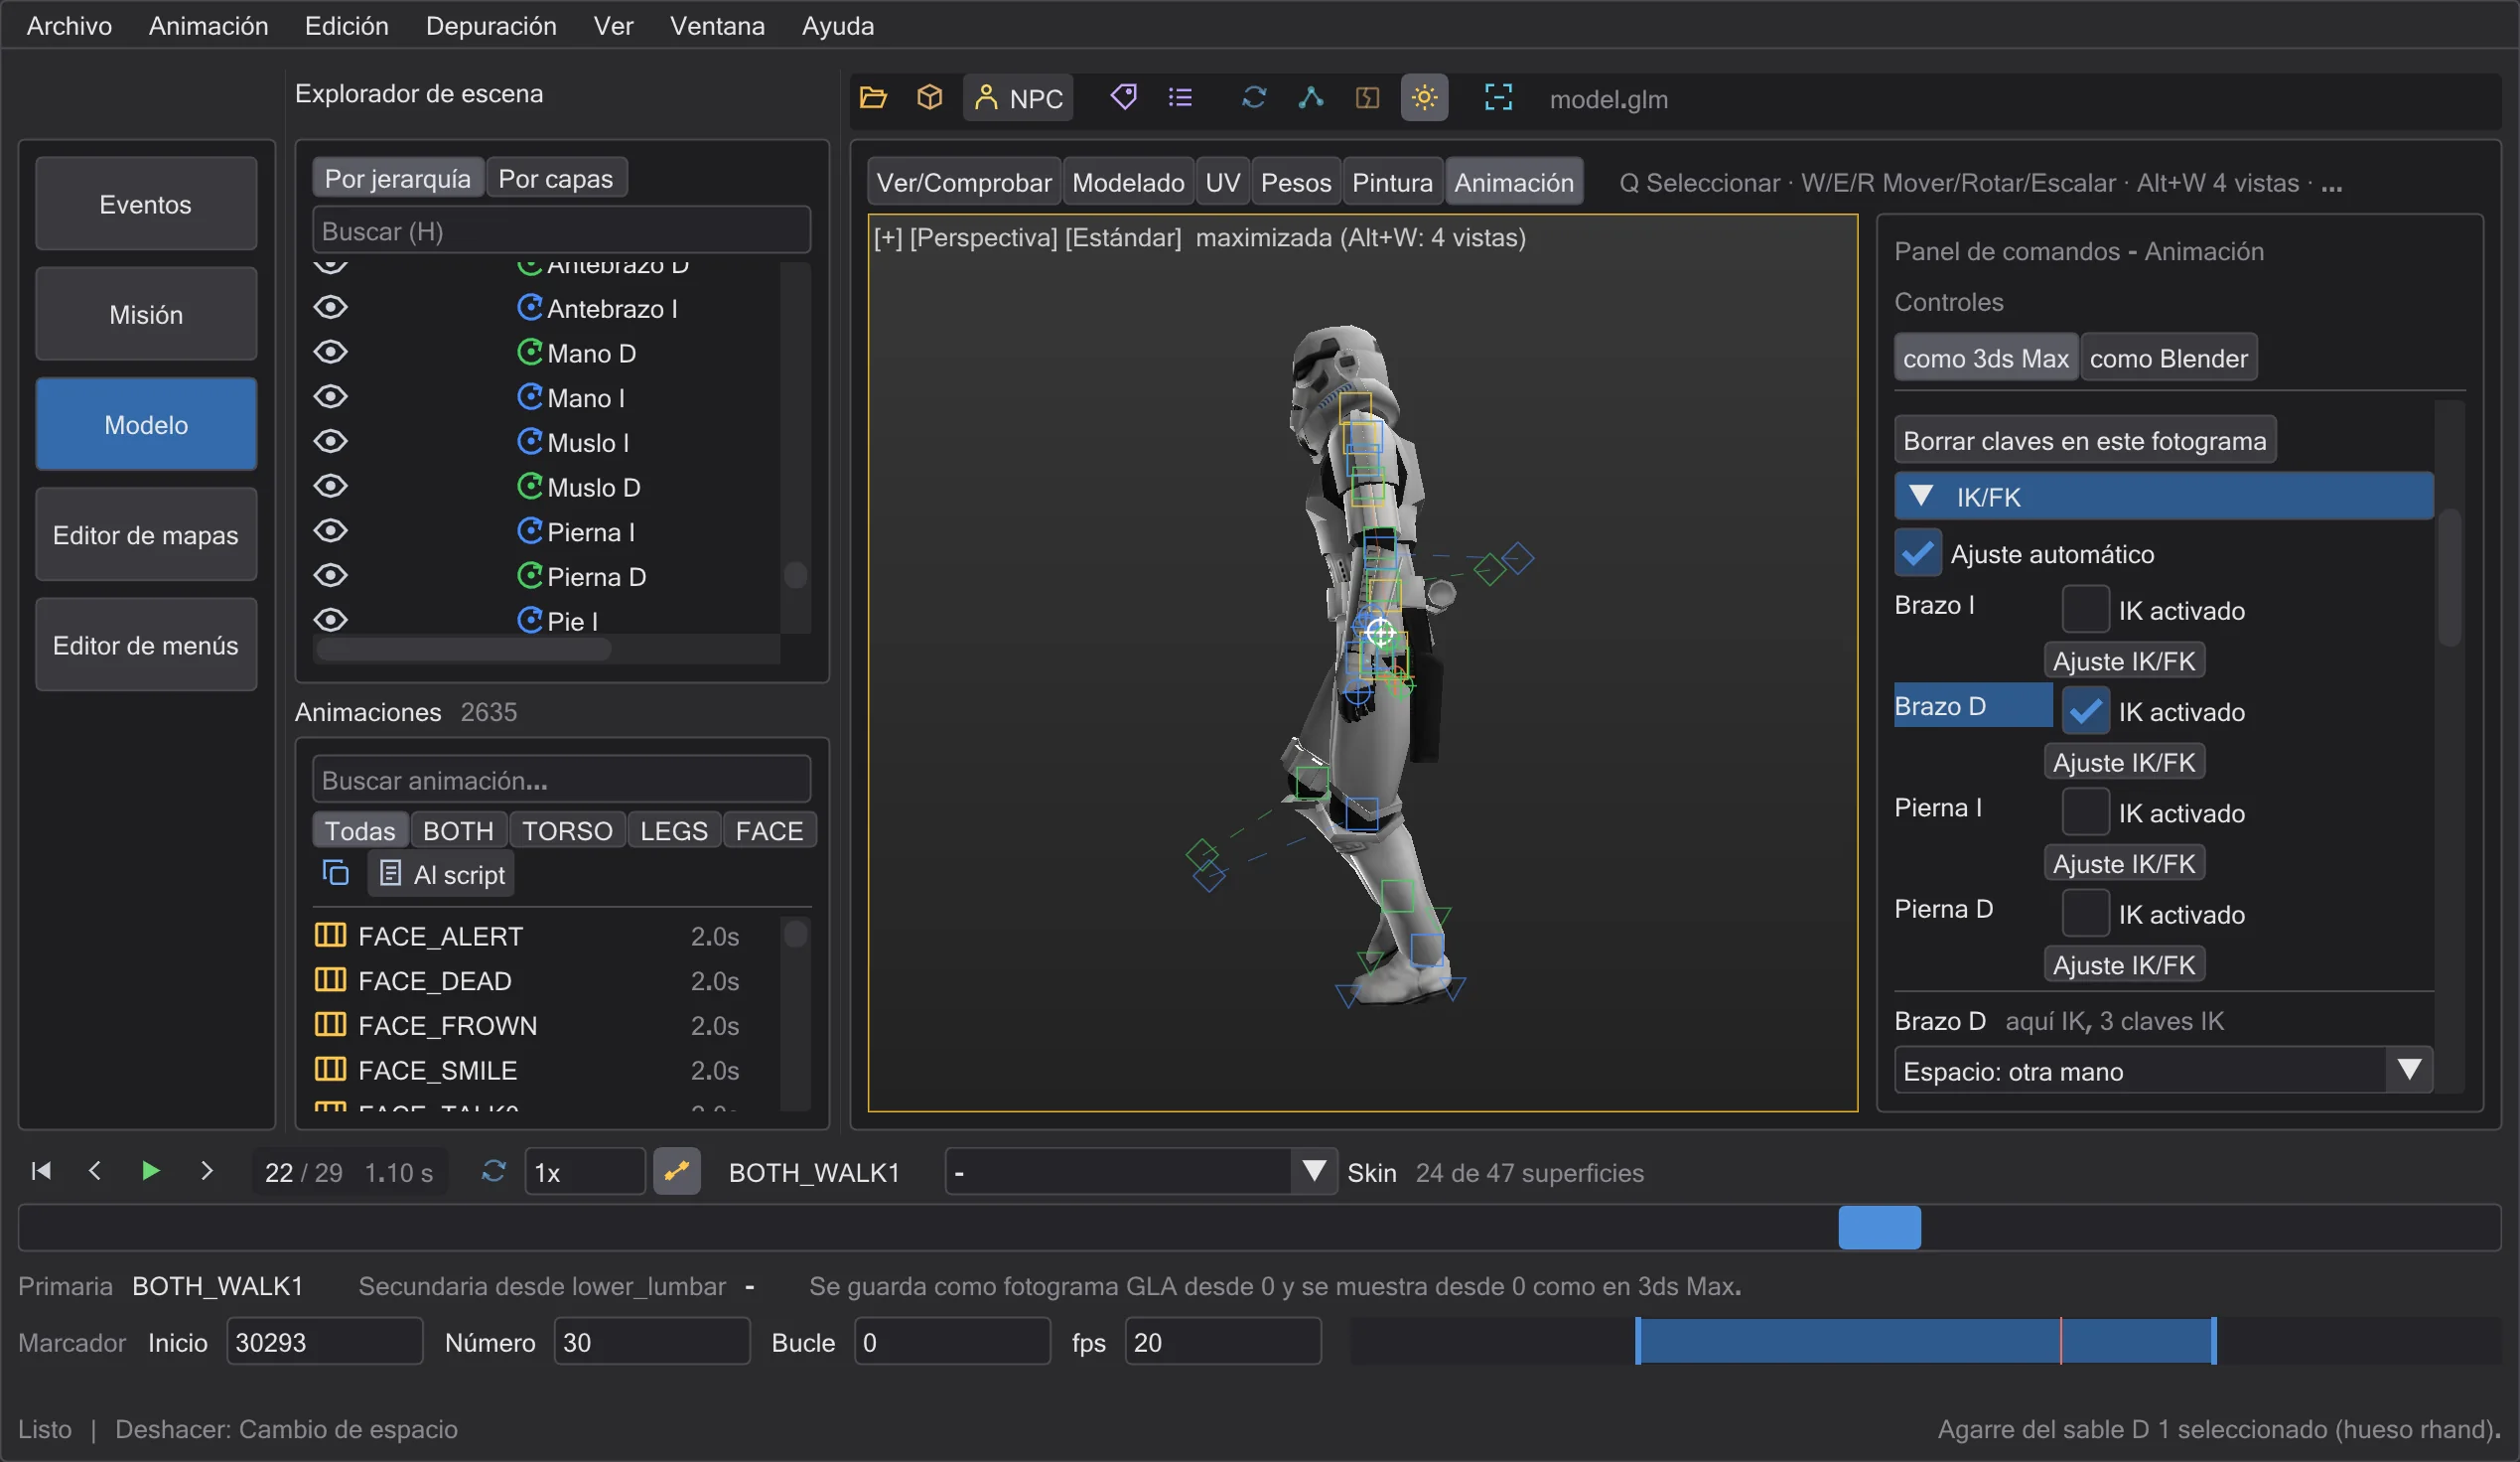 Archivo Animación Edición Depuración Ver Ventana Ayuda
Explorador de escena
NPC
model.glm
Eventos
Misión
Modelo
Editor de mapas
Editor de menús
Por jerarquía Por capas
Buscar (H)
Antebrazo D
Antebrazo I
Mano D
Mano I
Muslo I
Muslo D
Pierna I
Pierna D
Pie I
Animaciones 2635
Buscar animación...
Todas BOTH TORSO LEGS FACE
AI script
FACE_ALERT 2.0s
FACE_DEAD 2.0s
FACE_FROWN 2.0s
FACE_SMILE 2.0s
Ver/Comprobar Modelado UV Pesos Pintura Animación Q Seleccionar · W/E/R Mover/Rotar/Escalar · Alt+W 4 vistas · ...
[+] [Perspectiva] [Estándar] maximizada (Alt+W: 4 vistas)
Panel de comandos - Animación
Controles
como 3ds Max como Blender
Borrar claves en este fotograma
IK/FK
Ajuste automático
Brazo I IK activado
Ajuste IK/FK
Brazo D IK activado
Ajuste IK/FK
Pierna I IK activado
Ajuste IK/FK
Pierna D IK activado
Ajuste IK/FK
Brazo D aquí IK, 3 claves IK
Espacio: otra mano
22 / 29 1.10 s 1x BOTH_WALK1 - Skin 24 de 47 superficies
Primaria BOTH_WALK1 Secundaria desde lower_lumbar - Se guarda como fotograma GLA desde 0 y se muestra desde 0 como en 3ds Max.
Marcador Inicio 30293 Número 30 Bucle 0 fps 20
Listo | Deshacer: Cambio de espacio
Agarre del sable D 1 seleccionado (hueso rhand).